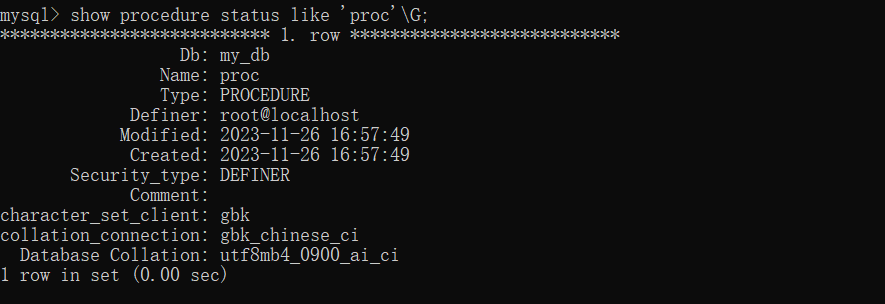 mysql> show procedure status like 'proc'\G;
*************************** 1. row ***************************
Db: my_db
Name: proc
Type: PROCEDURE
Definer: root@localhost
Modified: 2023-11-26 16:57:49
Created: 2023-11-26 16:57:49
Security_type: DEFINER
Comment:
character_set_client: gbk
collation_connection: gbk_chinese_ci
Database Collation: utf8mb4_0900_ai_ci
1 row in set (0.00 sec)